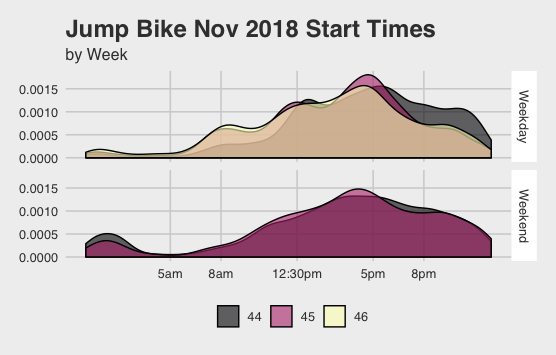 Jump Bike Nov 2018 Start Times
by Week
0.0015
0.0010
0.0005
0.0000
Weekday
0.0015
0.0010
0.0005
0.0000
Weekend
5am 8am 12:30pm 5pm 8pm
44 45 46